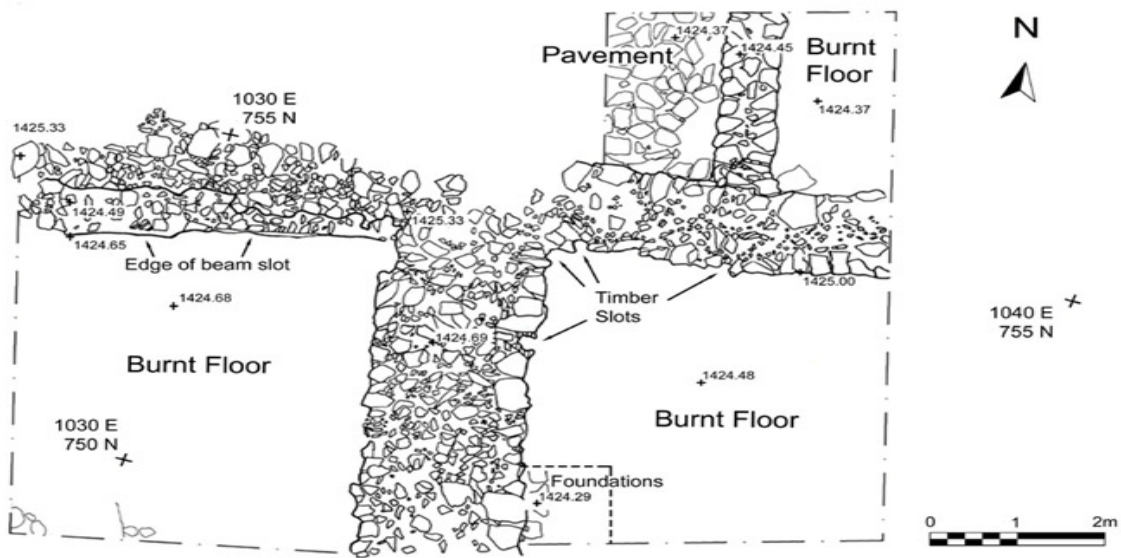 N
1424.37
1424.45
Pavement
Burnt
Floor
1424.37
1030 E
755 N
1425.33
1424.49
1425.33
1424.65
Edge of beam slot
1424.68
Timber
Slots
1425.00
1040 E
755 N
1424.69
Burnt Floor
1424.48
Burnt Floor
1030 E
750 N
Foundations
1424.29
0 1 2m